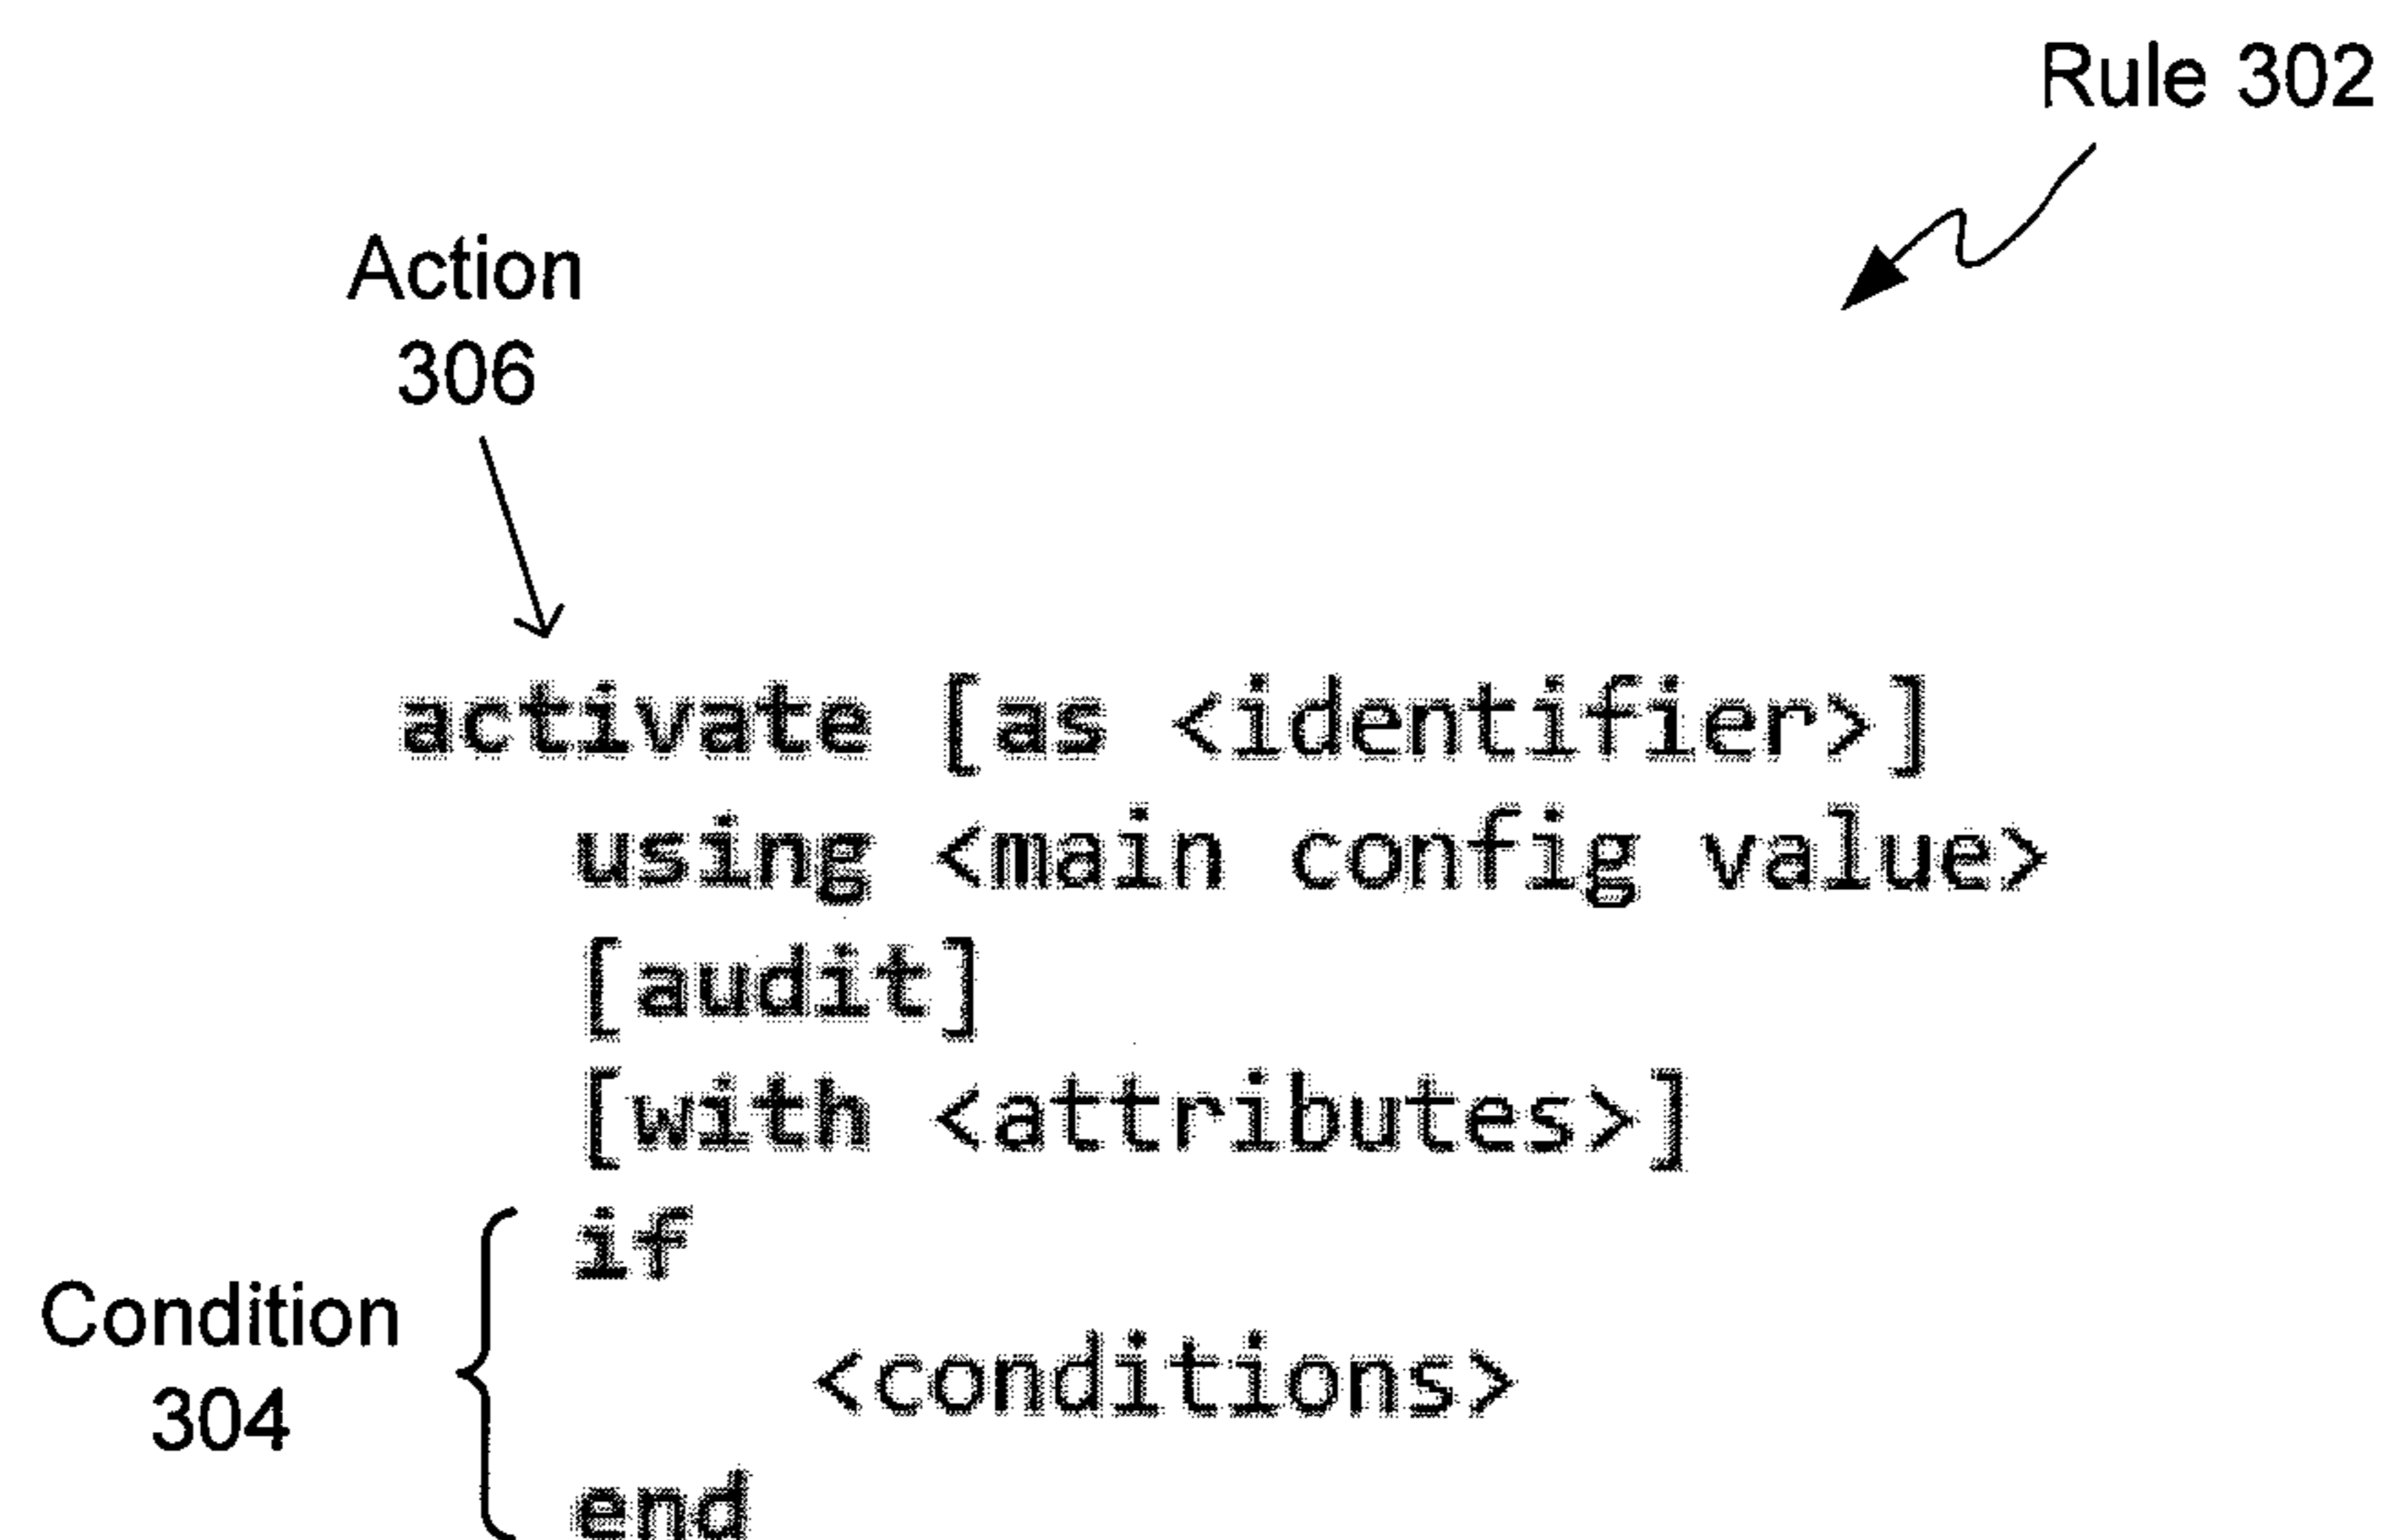 Rule 302
Action
306
activate [as <identifier>]
using <main config value>
[audit]
[with <attributes>]
if
Condition
304
<conditions>
end